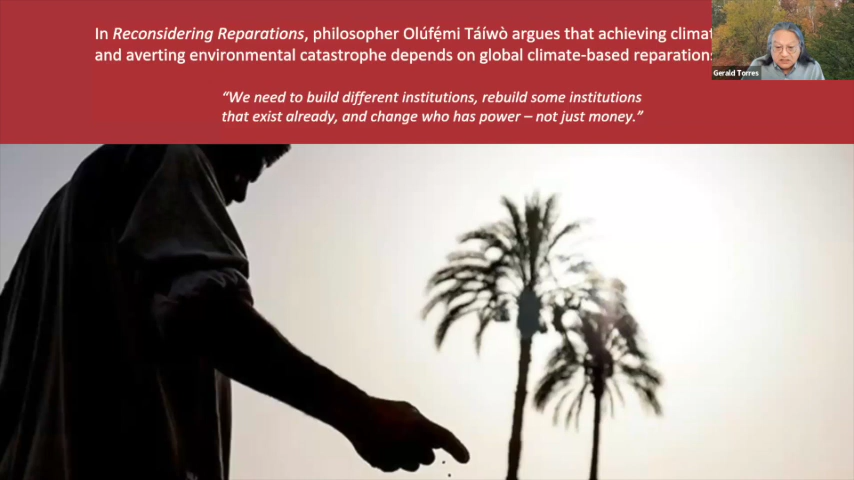 In Reconsidering Reparations, philosopher Olúfẹ́mi Táíwò argues that achieving
and averting environmental catastrophe depends on global climate-based
“We need to build different institutions, rebuild some institutions
that exist already, and change who has power – not just money.”
Gerald Torres